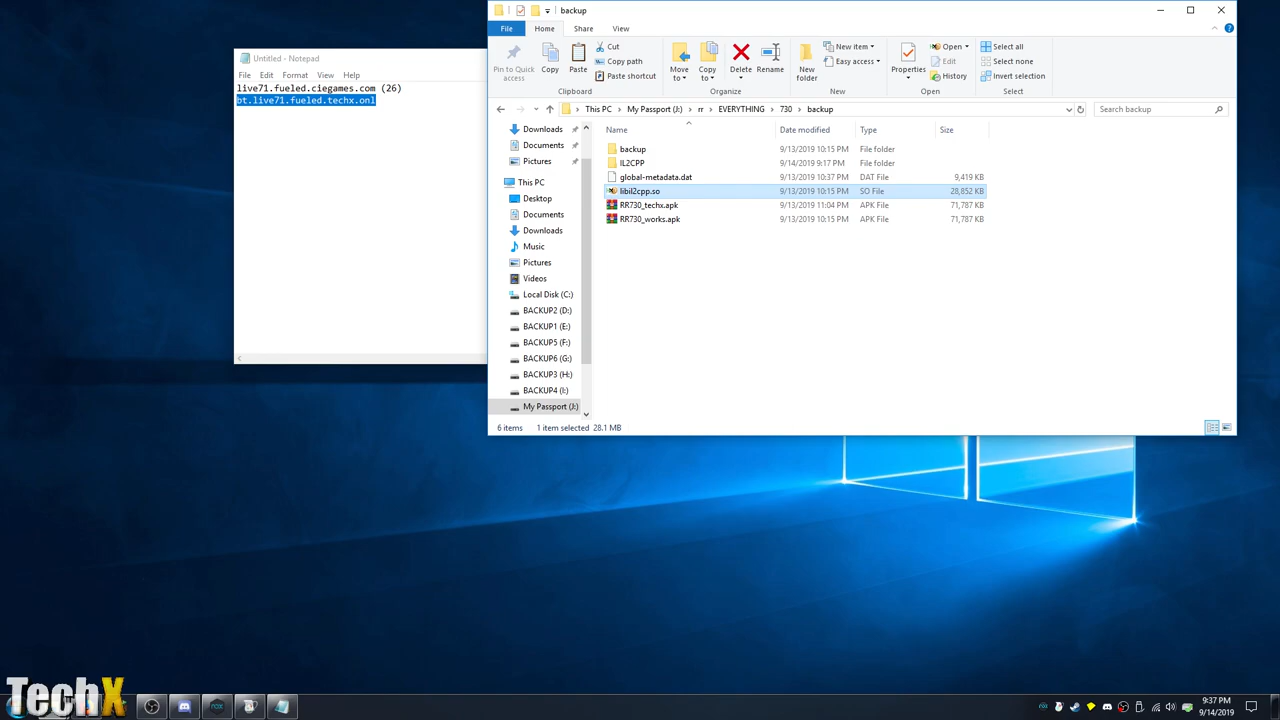 backup
File
Home
Share
View
Pin to Quick
access
Copy
Paste
Cut
Copy path
Paste shortcut
Clipboard
Move
to
Copy
to
Delete
Rename
Organize
New
folder
New item
Easy access
New
Properties
Open
Edit
History
Open
Select all
Select none
Invert selection
Select
This PC > My Passport (J:) > rr > EVERYTHING > 730 > backup
Search backup
Untitled - Notepad
File Edit Format View Help
live71.fueled.ciegames.com (26)
bt.live71.fueled.techx.onl
Downloads
Documents
Pictures
This PC
Desktop
Documents
Downloads
Music
Pictures
Videos
Local Disk (C:)
BACKUP2 (D:)
BACKUP1 (E:)
BACKUP5 (F:)
BACKUP6 (G:)
BACKUP3 (H:)
BACKUP4 (I:)
My Passport (J:)
Name Date modified Type Size
backup 9/13/2019 10:15 PM File folder
IL2CPP 9/14/2019 9:17 PM File folder
global-metadata.dat 9/13/2019 10:37 PM DAT File 9,419 KB
libil2cpp.so 9/13/2019 10:15 PM SO File 28,852 KB
RR730_techx.apk 9/13/2019 11:04 PM APK File 71,787 KB
RR730_works.apk 9/13/2019 10:15 PM APK File 71,787 KB
6 items 1 item selected 28.1 MB
TechX
nox
9:37 PM
9/14/2019